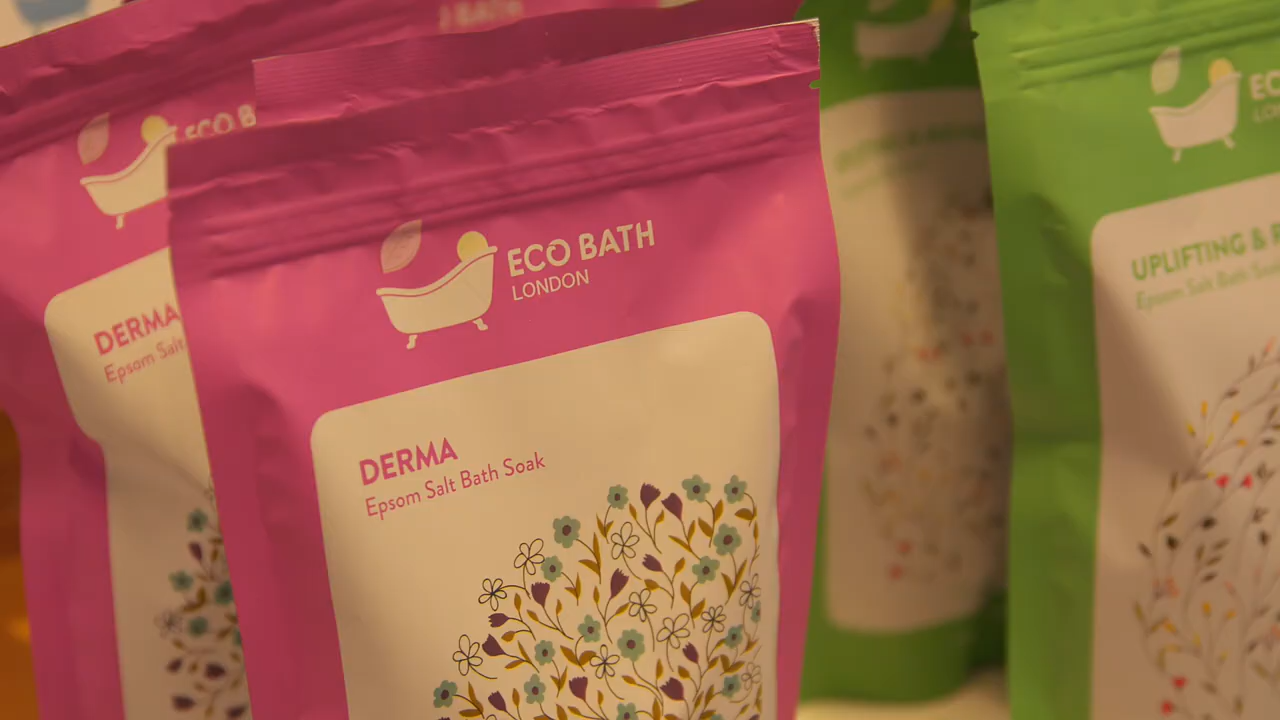 ECO B
DERMA
Epsom Salt
ECO BATH
LONDON
DERMA
Epsom Salt Bath Soak
UPLIFTING &
Epsom Salt Bath Soak